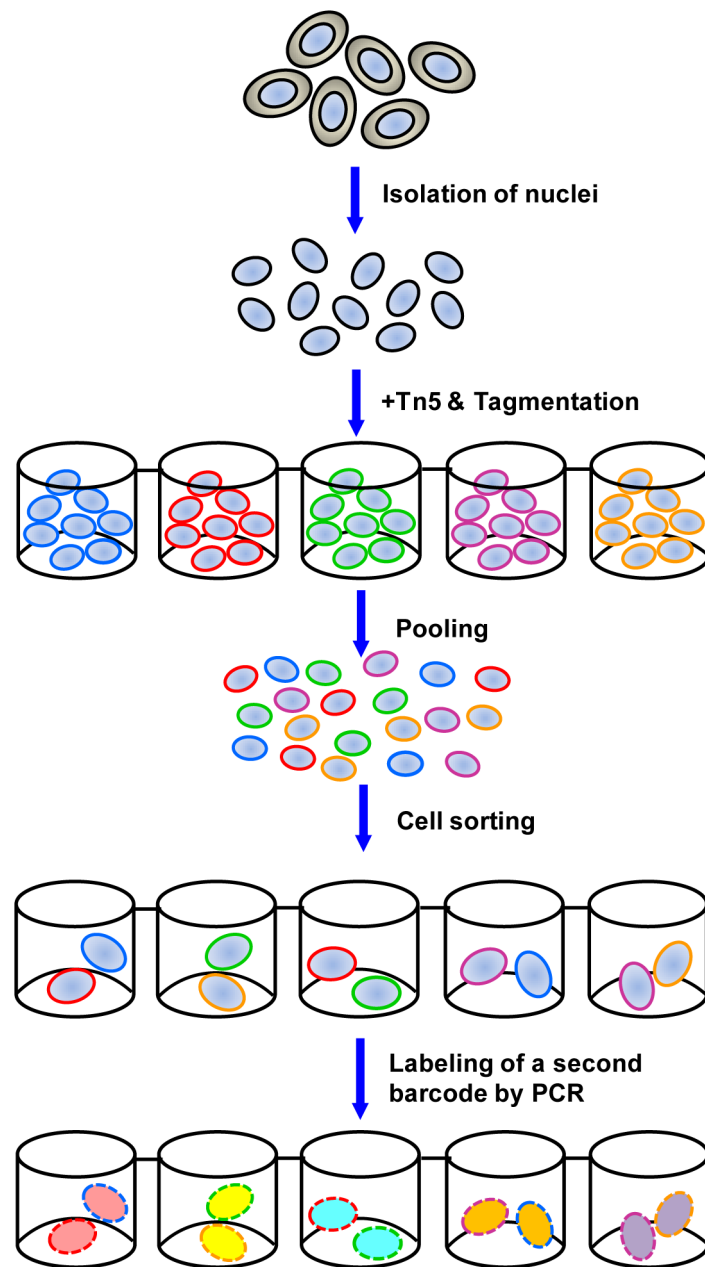 Isolation of nuclei
+Tn5 & Tagmentation
Pooling
Cell sorting
Labeling of a second
barcode by PCR